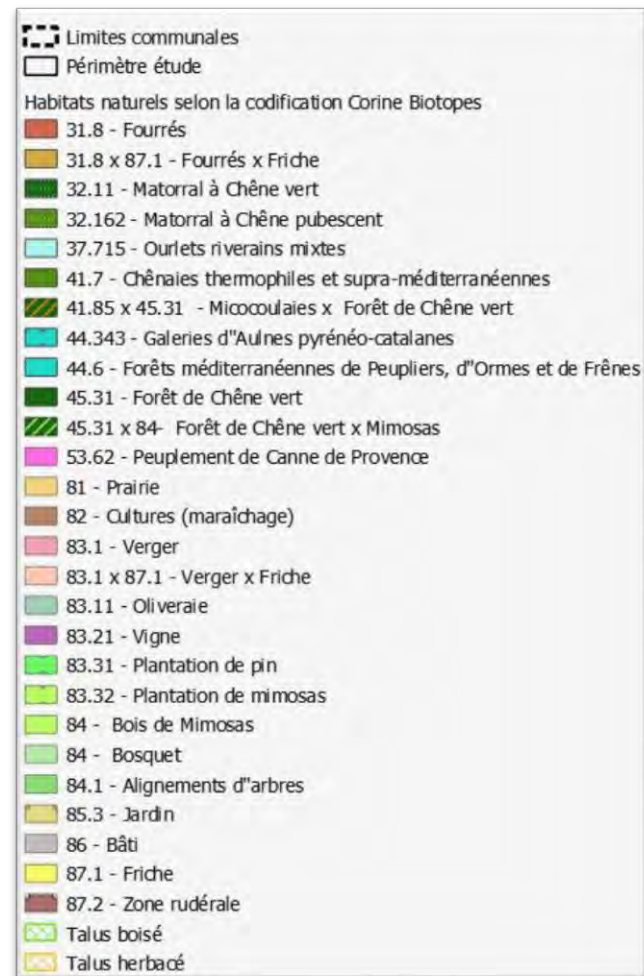 Limites communales
Périmètre étude
Habitats naturels selon la codification Corine Biotopes
31.8 - Fourrés
31.8 x 87.1 - Fourrés x Friche
32.11 - Matorral à Chêne vert
32.162 - Matorral à Chêne pubescent
37.715 - Ourlets riverains mixtes
41.7 - Chênaies thermophiles et supra-méditerranéennes
41.85 x 45.31 - Micocoulaies x Forêt de Chêne vert
44.343 - Galeries d"Aulnes pyrénéo-catalanes
44.6 - Forêts méditerranéennes de Peupliers, d"Ormes et de Frênes
45.31 - Forêt de Chêne vert
45.31 x 84- Forêt de Chêne vert x Mimosas
53.62 - Peuplement de Canne de Provence
81 - Prairie
82 - Cultures (maraîchage)
83.1 - Verger
83.1 x 87.1 - Verger x Friche
83.11 - Oliveraie
83.21 - Vigne
83.31 - Plantation de pin
83.32 - Plantation de mimosas
84 - Bois de Mimosas
84 - Bosquet
84.1 - Alignements d"arbres
85.3 - Jardin
86 - Bâti
87.1 - Friche
87.2 - Zone rudérale
Talus boisé
Talus herbacé